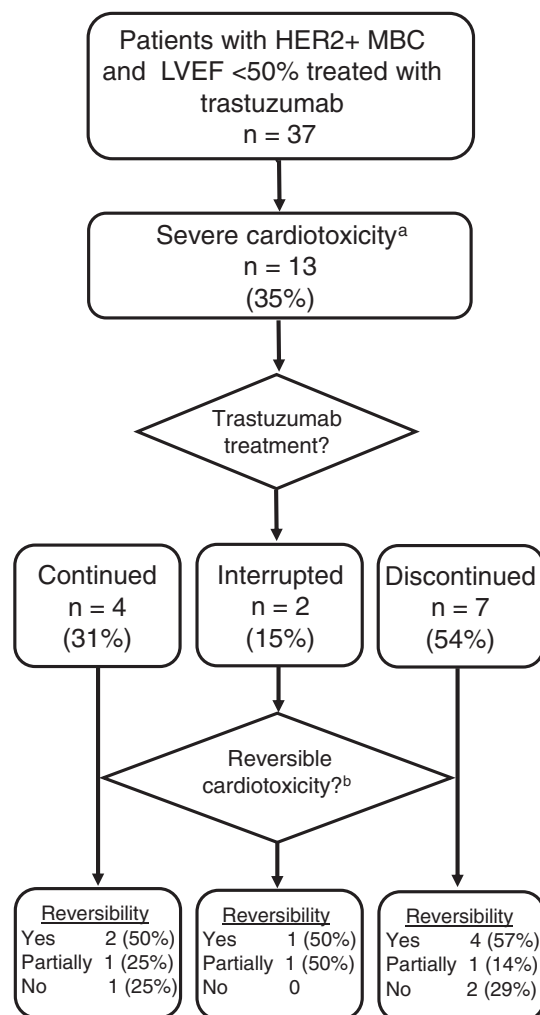 Patients with HER2+ MBC
and LVEF <50% treated with
trastuzumab
n = 37
Severe cardiotoxicityᵃ
n = 13
(35%)
Trastuzumab
treatment?
Continued
n = 4
(31%)
Interrupted
n = 2
(15%)
Discontinued
n = 7
(54%)
Reversible
cardiotoxicity?ᵇ
Reversibility
Yes 2 (50%)
Partially 1 (25%)
No 1 (25%)
Reversibility
Yes 1 (50%)
Partially 1 (50%)
No 0
Reversibility
Yes 4 (57%)
Partially 1 (14%)
No 2 (29%)